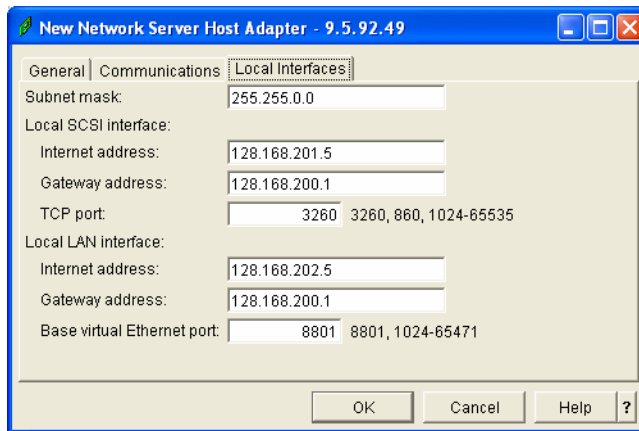 New Network Server Host Adapter - 9.5.92.49
General Communications Local Interfaces
Subnet mask: 255.255.0.0
Local SCSI interface:
Internet address: 128.168.201.5
Gateway address: 128.168.200.1
TCP port: 3260 3260, 860, 1024-65535
Local LAN interface:
Internet address: 128.168.202.5
Gateway address: 128.168.200.1
Base virtual Ethernet port: 8801 8801, 1024-65471
OK Cancel Help ?